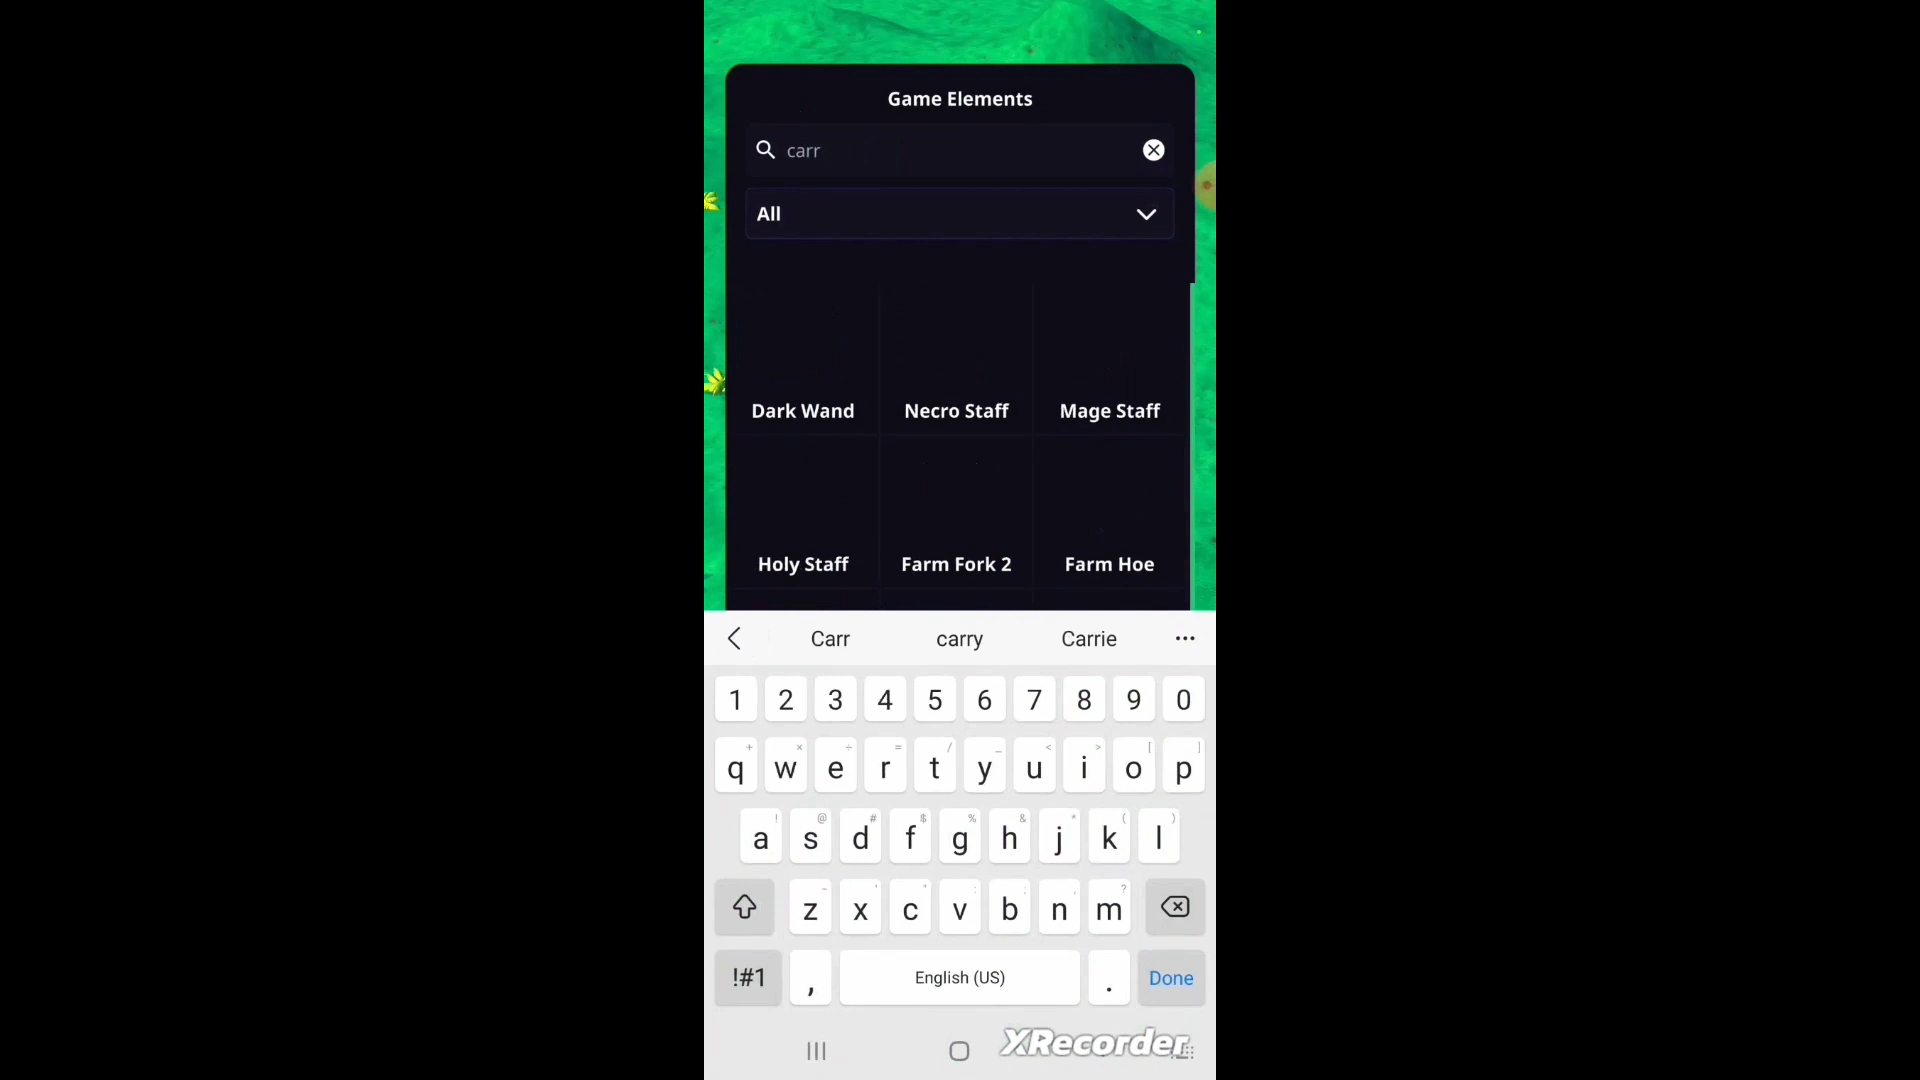 Game Elements
carr
All
Dark Wand Necro Staff Mage Staff
Holy Staff Farm Fork 2 Farm Hoe
Carr carry Carrie ...
1 2 3 4 5 6 7 8 9 0
+ × ÷ = / _ < > [ ]
q w e r t y u i o p
! @ # $ % & * ( )
a s d f g h j k l
- ' " : ; , ?
z x c v b n m
!#1 , English (US) . Done
XRecorder